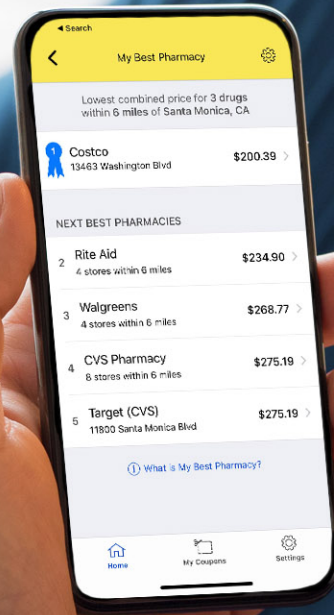 Search
My Best Pharmacy
Lowest combined price for 3 drugs
within 6 miles of Santa Monica, CA
1
Costco
$200.39
13463 Washington Blvd
NEXT BEST PHARMACIES
2 Rite Aid $234.90
4 stores within 6 miles
3 Walgreens $268.77
4 stores within 6 miles
4 CVS Pharmacy $275.19
8 stores within 6 miles
5 Target (CVS) $275.19
11800 Santa Monica Blvd
What is My Best Pharmacy?
Home My Coupons Settings